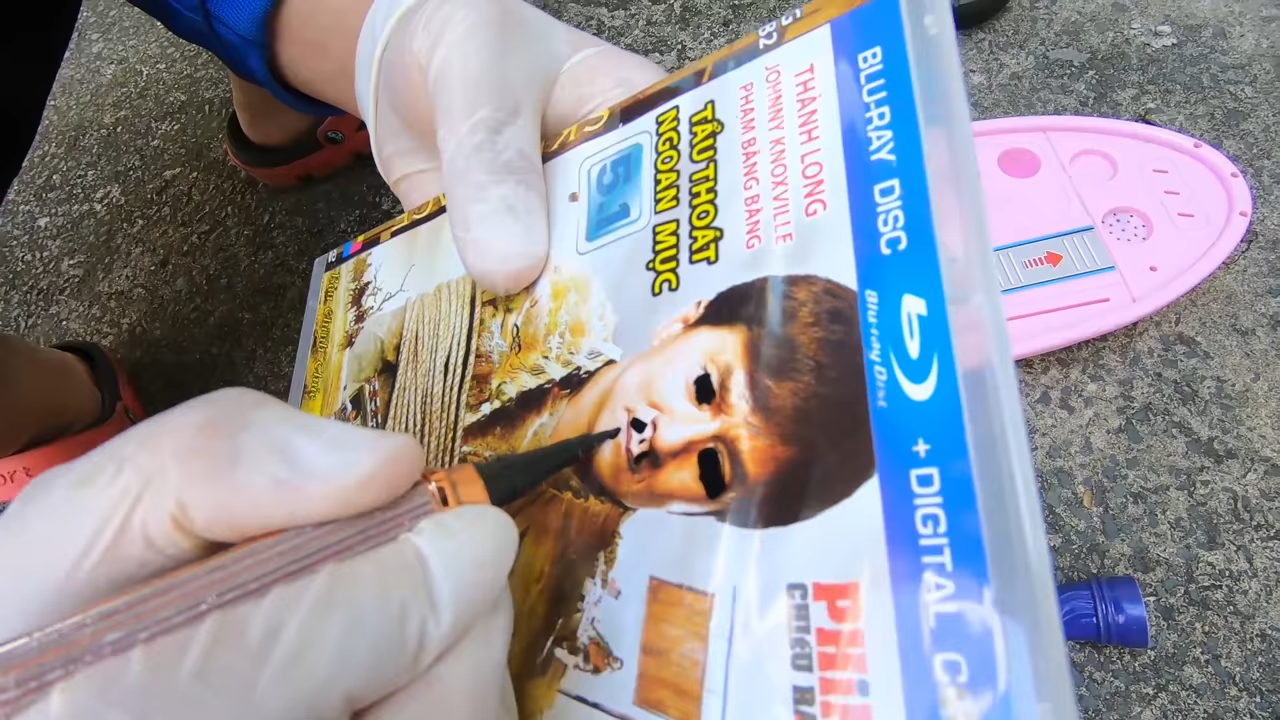 BLU-RAY DISC
Blu-ray Disc
+ DIGITAL
THÀNH LONG
JOHNNY KNOXVILLE
PHẠM BĂNG BĂNG
TẨU THOÁT
NGOẠN MỤC
5.1
CHIẾU